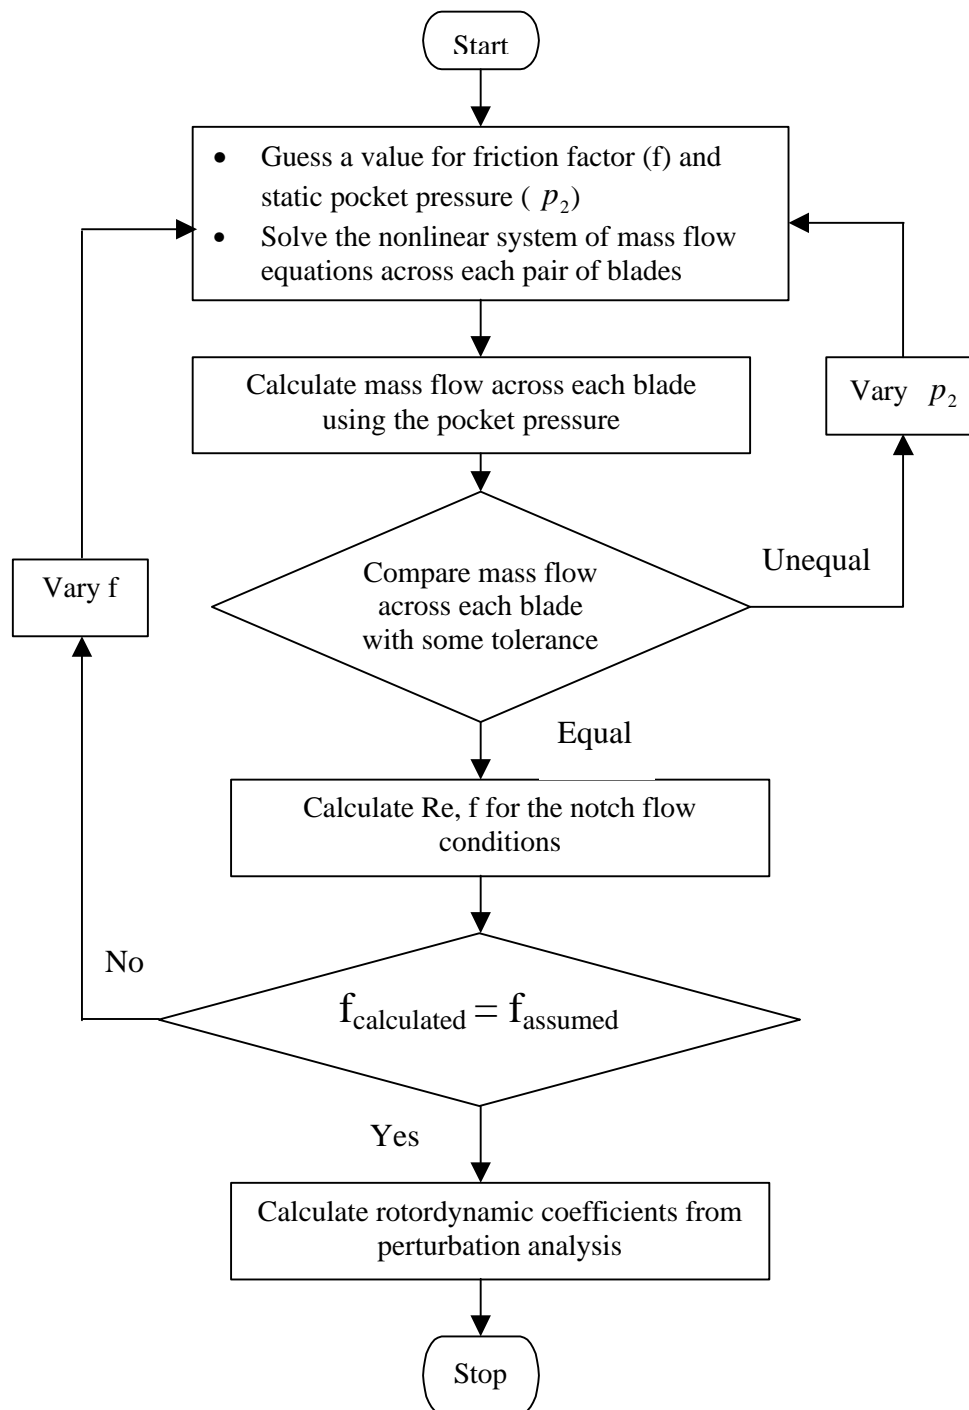 Start
• Guess a value for friction factor (f) and
static pocket pressure ( p₂)
• Solve the nonlinear system of mass flow
equations across each pair of blades
Calculate mass flow across each blade
using the pocket pressure
Vary p₂
Unequal
Vary f
Compare mass flow
across each blade
with some tolerance
Equal
Calculate Re, f for the notch flow
conditions
No
f_calculated = f_assumed
Yes
Calculate rotordynamic coefficients from
perturbation analysis
Stop